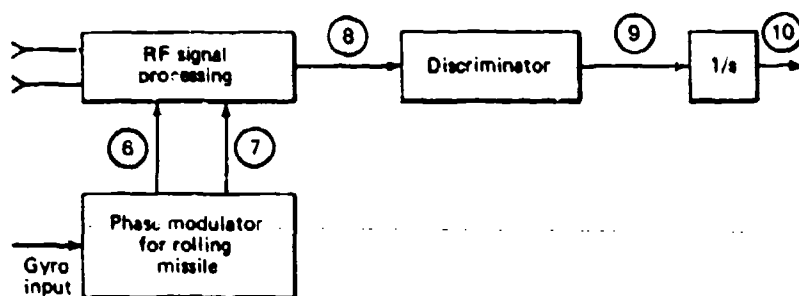 RF signal
processing
8
Discriminator
9
1/s
10
6
7
Phase modulator
for rolling
missile
Gyro
input